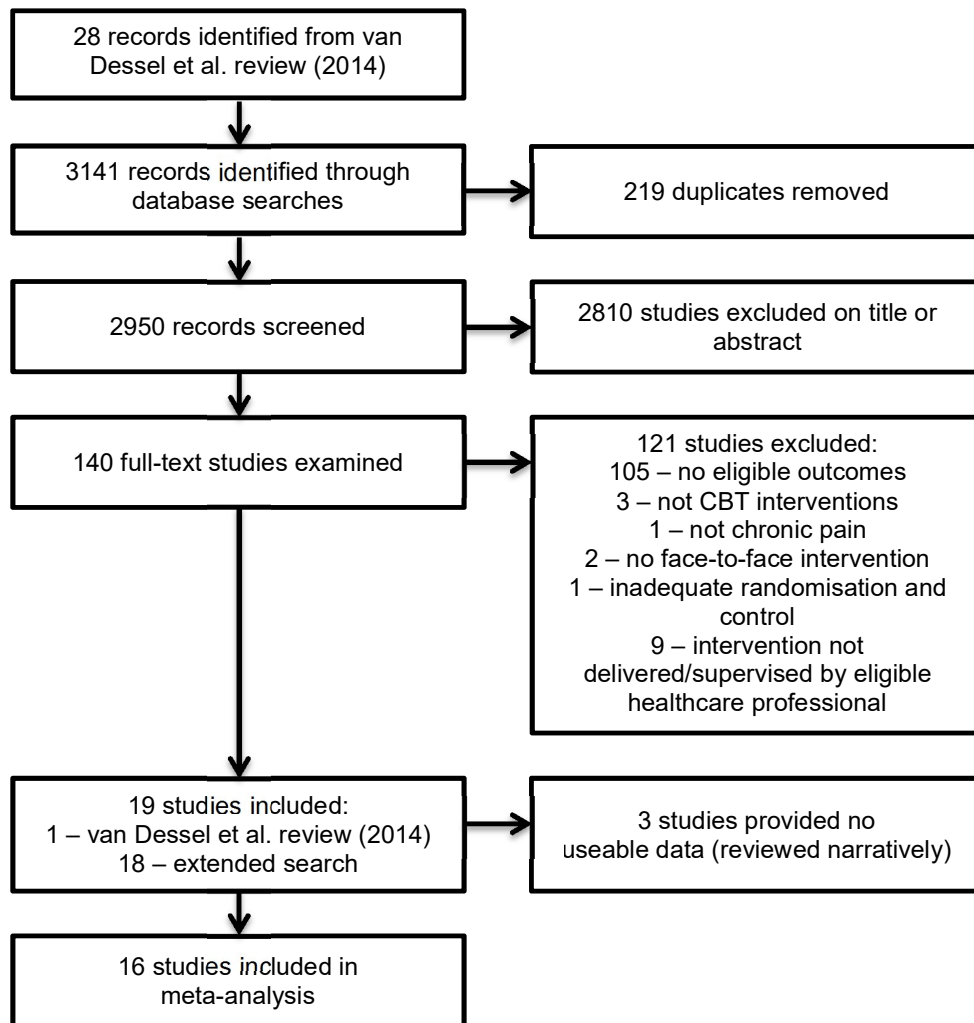 28 records identified from van
Dessel et al. review (2014)
3141 records identified through
database searches
219 duplicates removed
2950 records screened
2810 studies excluded on title or
abstract
140 full-text studies examined
121 studies excluded:
105 – no eligible outcomes
3 – not CBT interventions
1 – not chronic pain
2 – no face-to-face intervention
1 – inadequate randomisation and
control
9 – intervention not
delivered/supervised by eligible
healthcare professional
19 studies included:
1 – van Dessel et al. review (2014)
18 – extended search
3 studies provided no
useable data (reviewed narratively)
16 studies included in
meta-analysis